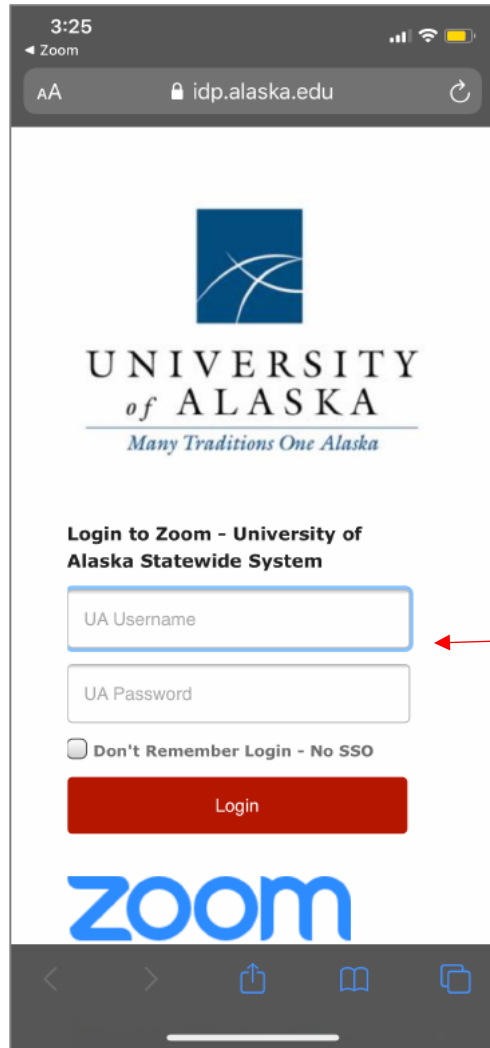 3:25
◀ Zoom
AA idp.alaska.edu
UNIVERSITY
of ALASKA
Many Traditions One Alaska
Login to Zoom - University of
Alaska Statewide System
UA Username
UA Password
Don't Remember Login - No SSO
Login
zoom